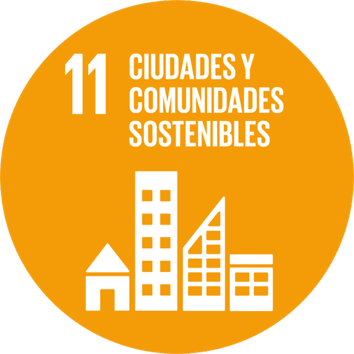 11 CIUDADES Y
COMUNIDADES
SOSTENIBLES